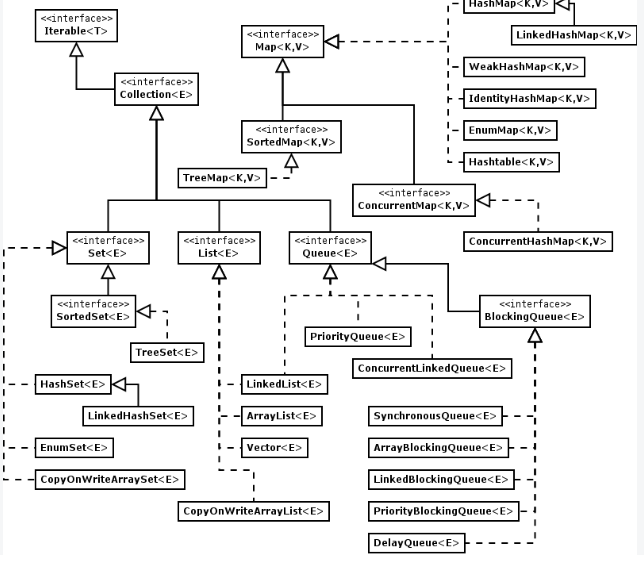 HashMap<K,V>
<<interface>>
Iterable<T>
<<interface>>
Map<K,V>
LinkedHashMap<K,V>
WeakHashMap<K,V>
<<interface>>
Collection<E>
IdentityHashMap<K,V>
<<interface>>
SortedMap<K,V>
EnumMap<K,V>
Hashtable<K,V>
TreeMap<K,V>
<<interface>>
ConcurrentMap<K,V>
ConcurrentHashMap<K,V>
<<interface>>
Set<E>
<<interface>>
List<E>
<<interface>>
Queue<E>
<<interface>>
SortedSet<E>
<<interface>>
BlockingQueue<E>
PriorityQueue<E>
TreeSet<E>
ConcurrentLinkedQueue<E>
HashSet<E>
LinkedList<E>
LinkedHashSet<E>
ArrayList<E>
SynchronousQueue<E>
EnumSet<E>
Vector<E>
ArrayBlockingQueue<E>
CopyOnWriteArraySet<E>
LinkedBlockingQueue<E>
CopyOnWriteArrayList<E>
PriorityBlockingQueue<E>
DelayQueue<E>